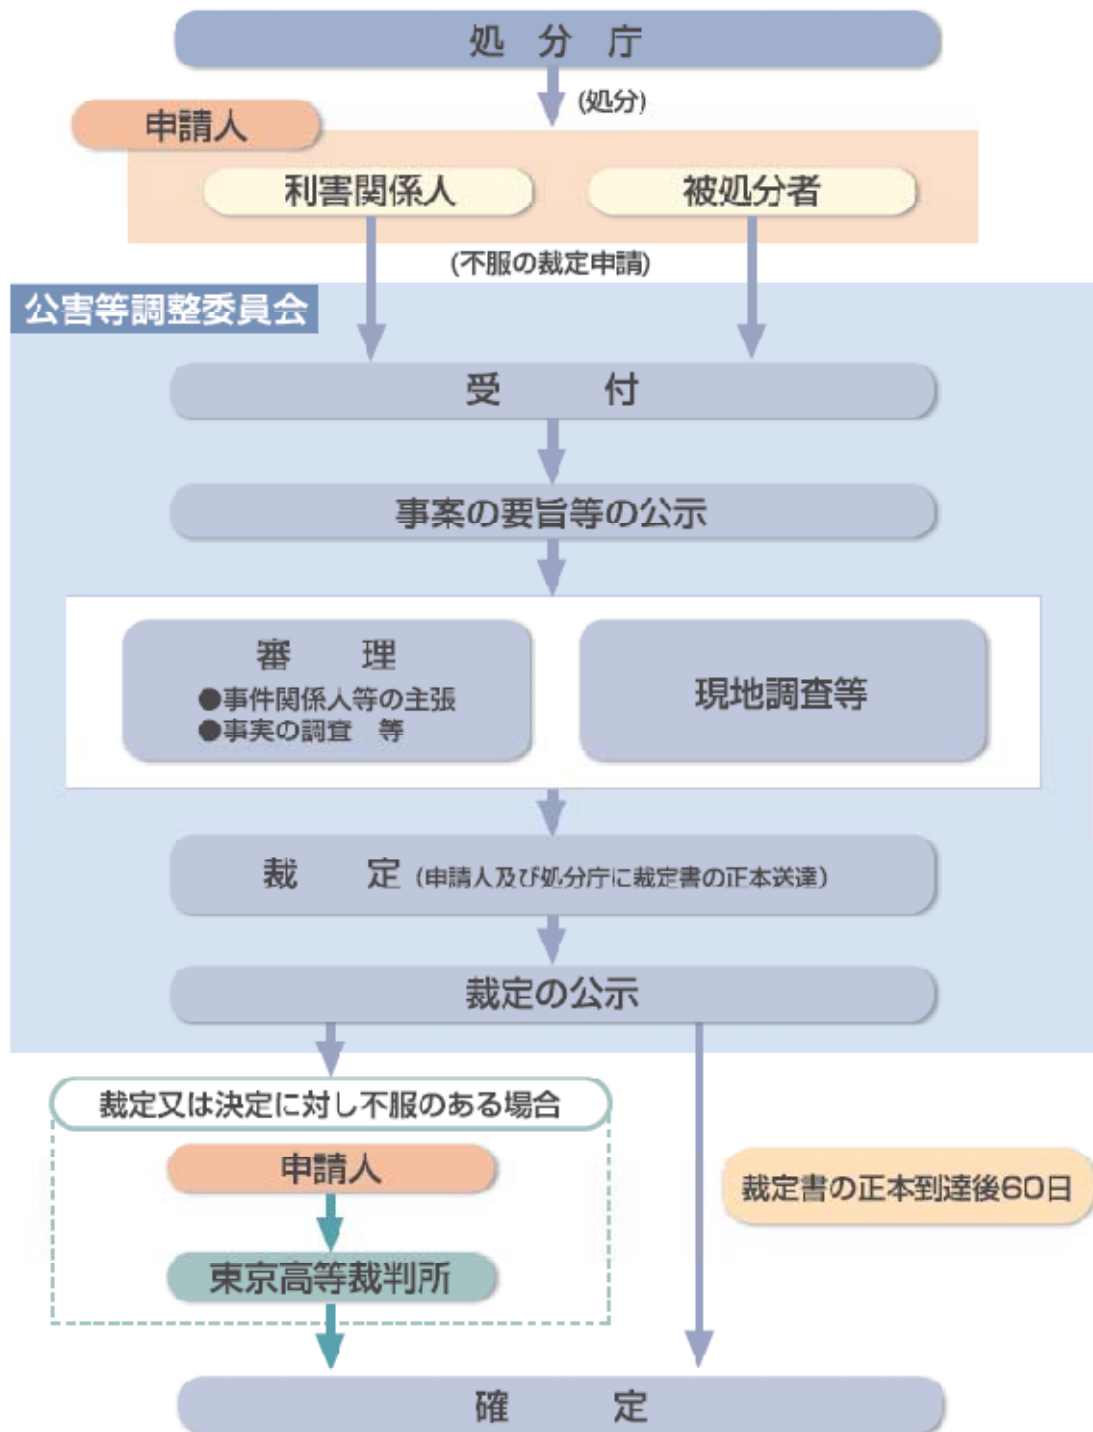 処分庁
(処分)
申請人
利害関係人
被処分者
(不服の裁定申請)
公害等調整委員会
受付
事案の要旨等の公示
審理
●事件関係人等の主張
●事実の調査 等
現地調査等
裁定（申請人及び処分庁に裁定書の正本送達）
裁定の公示
裁定又は決定に対し不服のある場合
申請人
東京高等裁判所
裁定書の正本到達後60日
確定